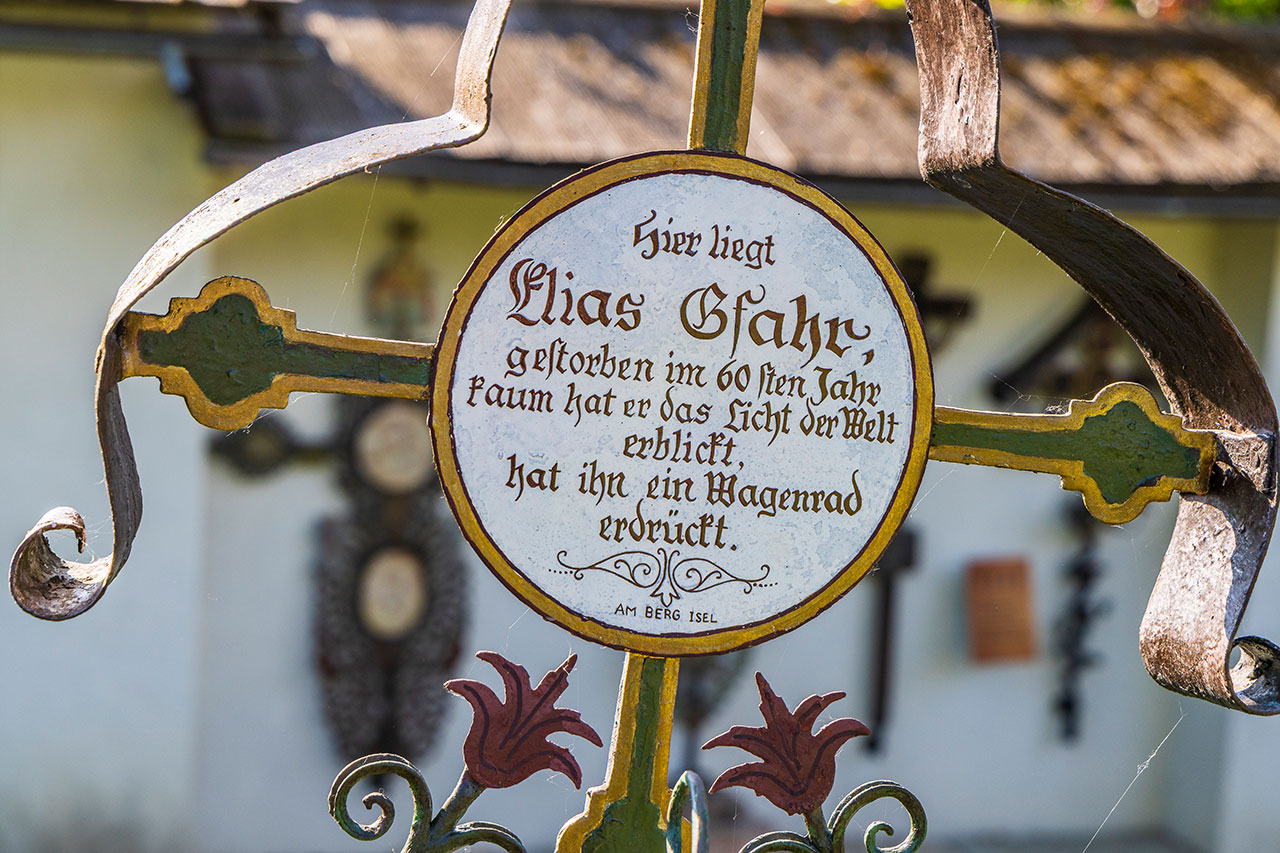 Hier liegt
Elias Gfahr,
gestorben im 60 sten Jahr
kaum hat er das Licht der Welt
erblickt,
hat ihn ein Wagenrad
erdrückt.
AM BERG ISEL